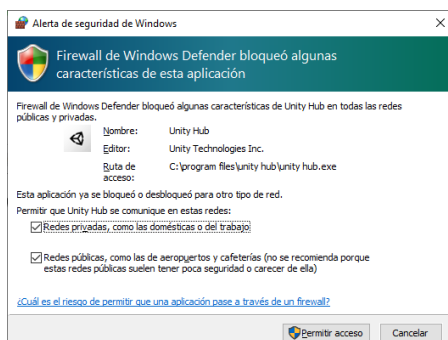 Alerta de seguridad de Windows
Firewall de Windows Defender bloqueó algunas
características de esta aplicación
Firewall de Windows Defender bloqueó algunas características de Unity Hub en todas las redes
públicas y privadas.
Nombre: Unity Hub
Editor: Unity Technologies Inc.
Ruta de acceso: C:\program files\unity hub\unity hub.exe
Esta aplicación ya se bloqueó o desbloqueó para otro tipo de red.
Permitir que Unity Hub se comunique en estas redes:
Redes privadas, como las domésticas o del trabajo
Redes públicas, como las de aeropuertos y cafeterías (no se recomienda porque
estas redes públicas suelen tener poca seguridad o carecer de ella)
¿Cuál es el riesgo de permitir que una aplicación pase a través de un firewall?
Permitir acceso Cancelar